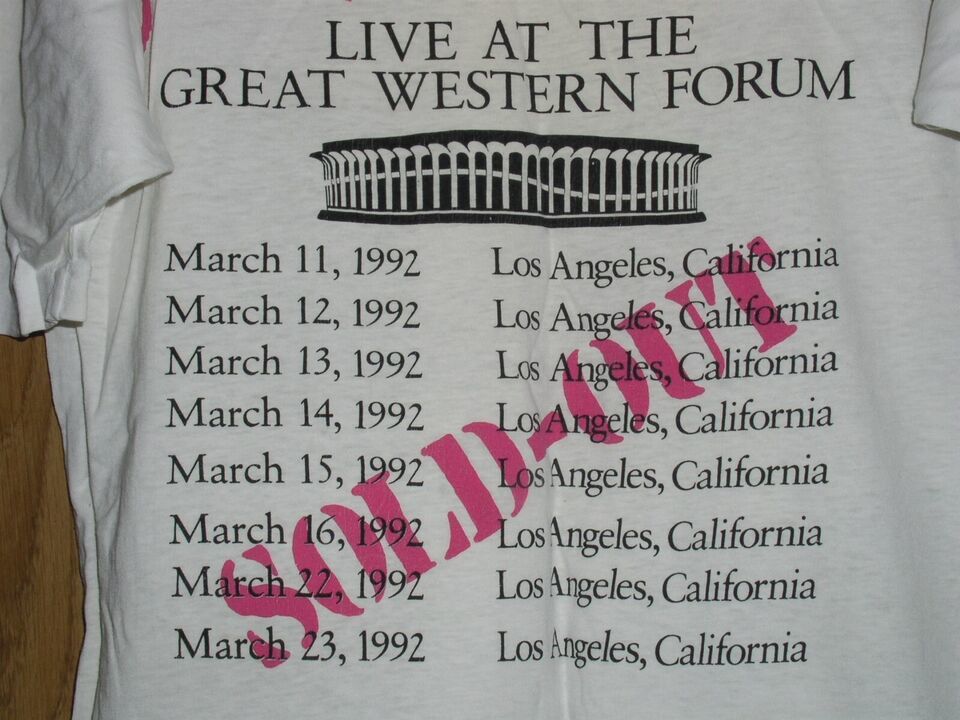 LIVE AT THE
GREAT WESTERN FORUM
March 11, 1992 Los Angeles, California
March 12, 1992 Los Angeles, California
March 13, 1992 Los Angeles, California
March 14, 1992 Los Angeles, California
March 15, 1992 Los Angeles, California
March 16, 1992 Los Angeles, California
March 22, 1992 Los Angeles, California
March 23, 1992 Los Angeles, California
SOLD-OUT